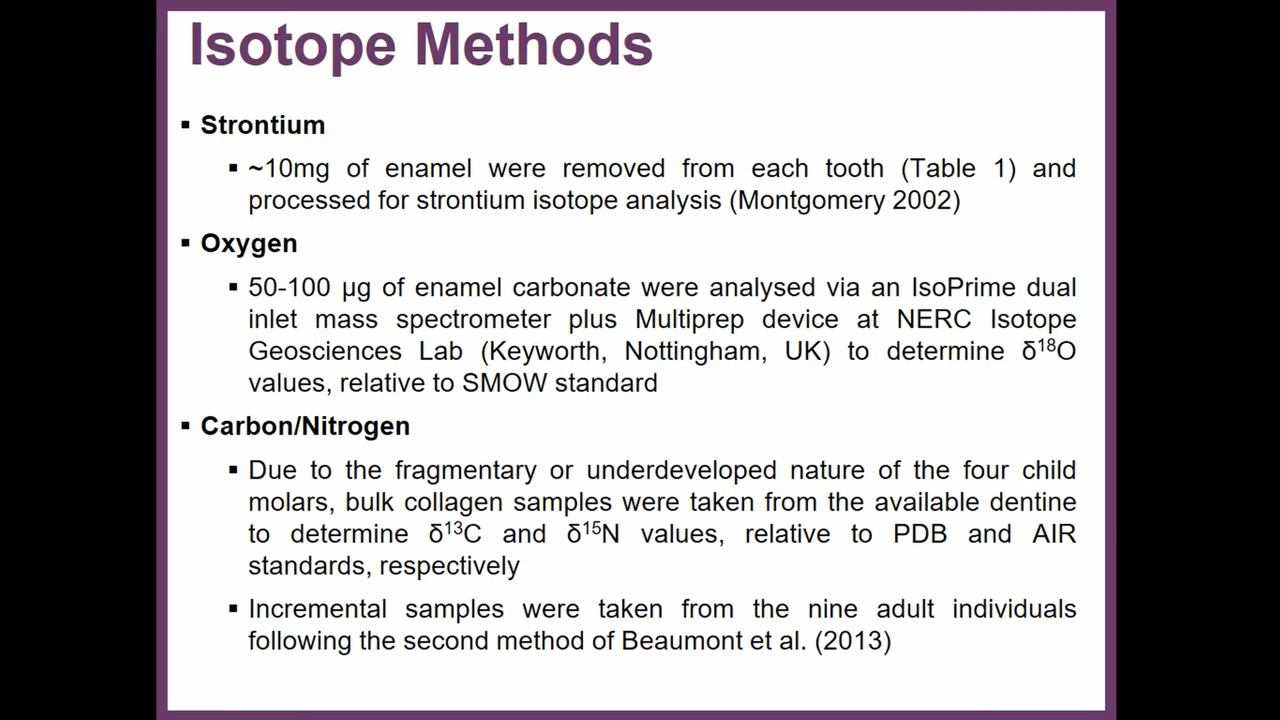 Isotope Methods
▪ Strontium
▪ ~10mg of enamel were removed from each tooth (Table 1) and
processed for strontium isotope analysis (Montgomery 2002)
▪ Oxygen
▪ 50-100 µg of enamel carbonate were analysed via an IsoPrime dual
inlet mass spectrometer plus Multiprep device at NERC Isotope
Geosciences Lab (Keyworth, Nottingham, UK) to determine δ¹⁸O
values, relative to SMOW standard
▪ Carbon/Nitrogen
▪ Due to the fragmentary or underdeveloped nature of the four child
molars, bulk collagen samples were taken from the available dentine
to determine δ¹³C and δ¹⁵N values, relative to PDB and AIR
standards, respectively
▪ Incremental samples were taken from the nine adult individuals
following the second method of Beaumont et al. (2013)